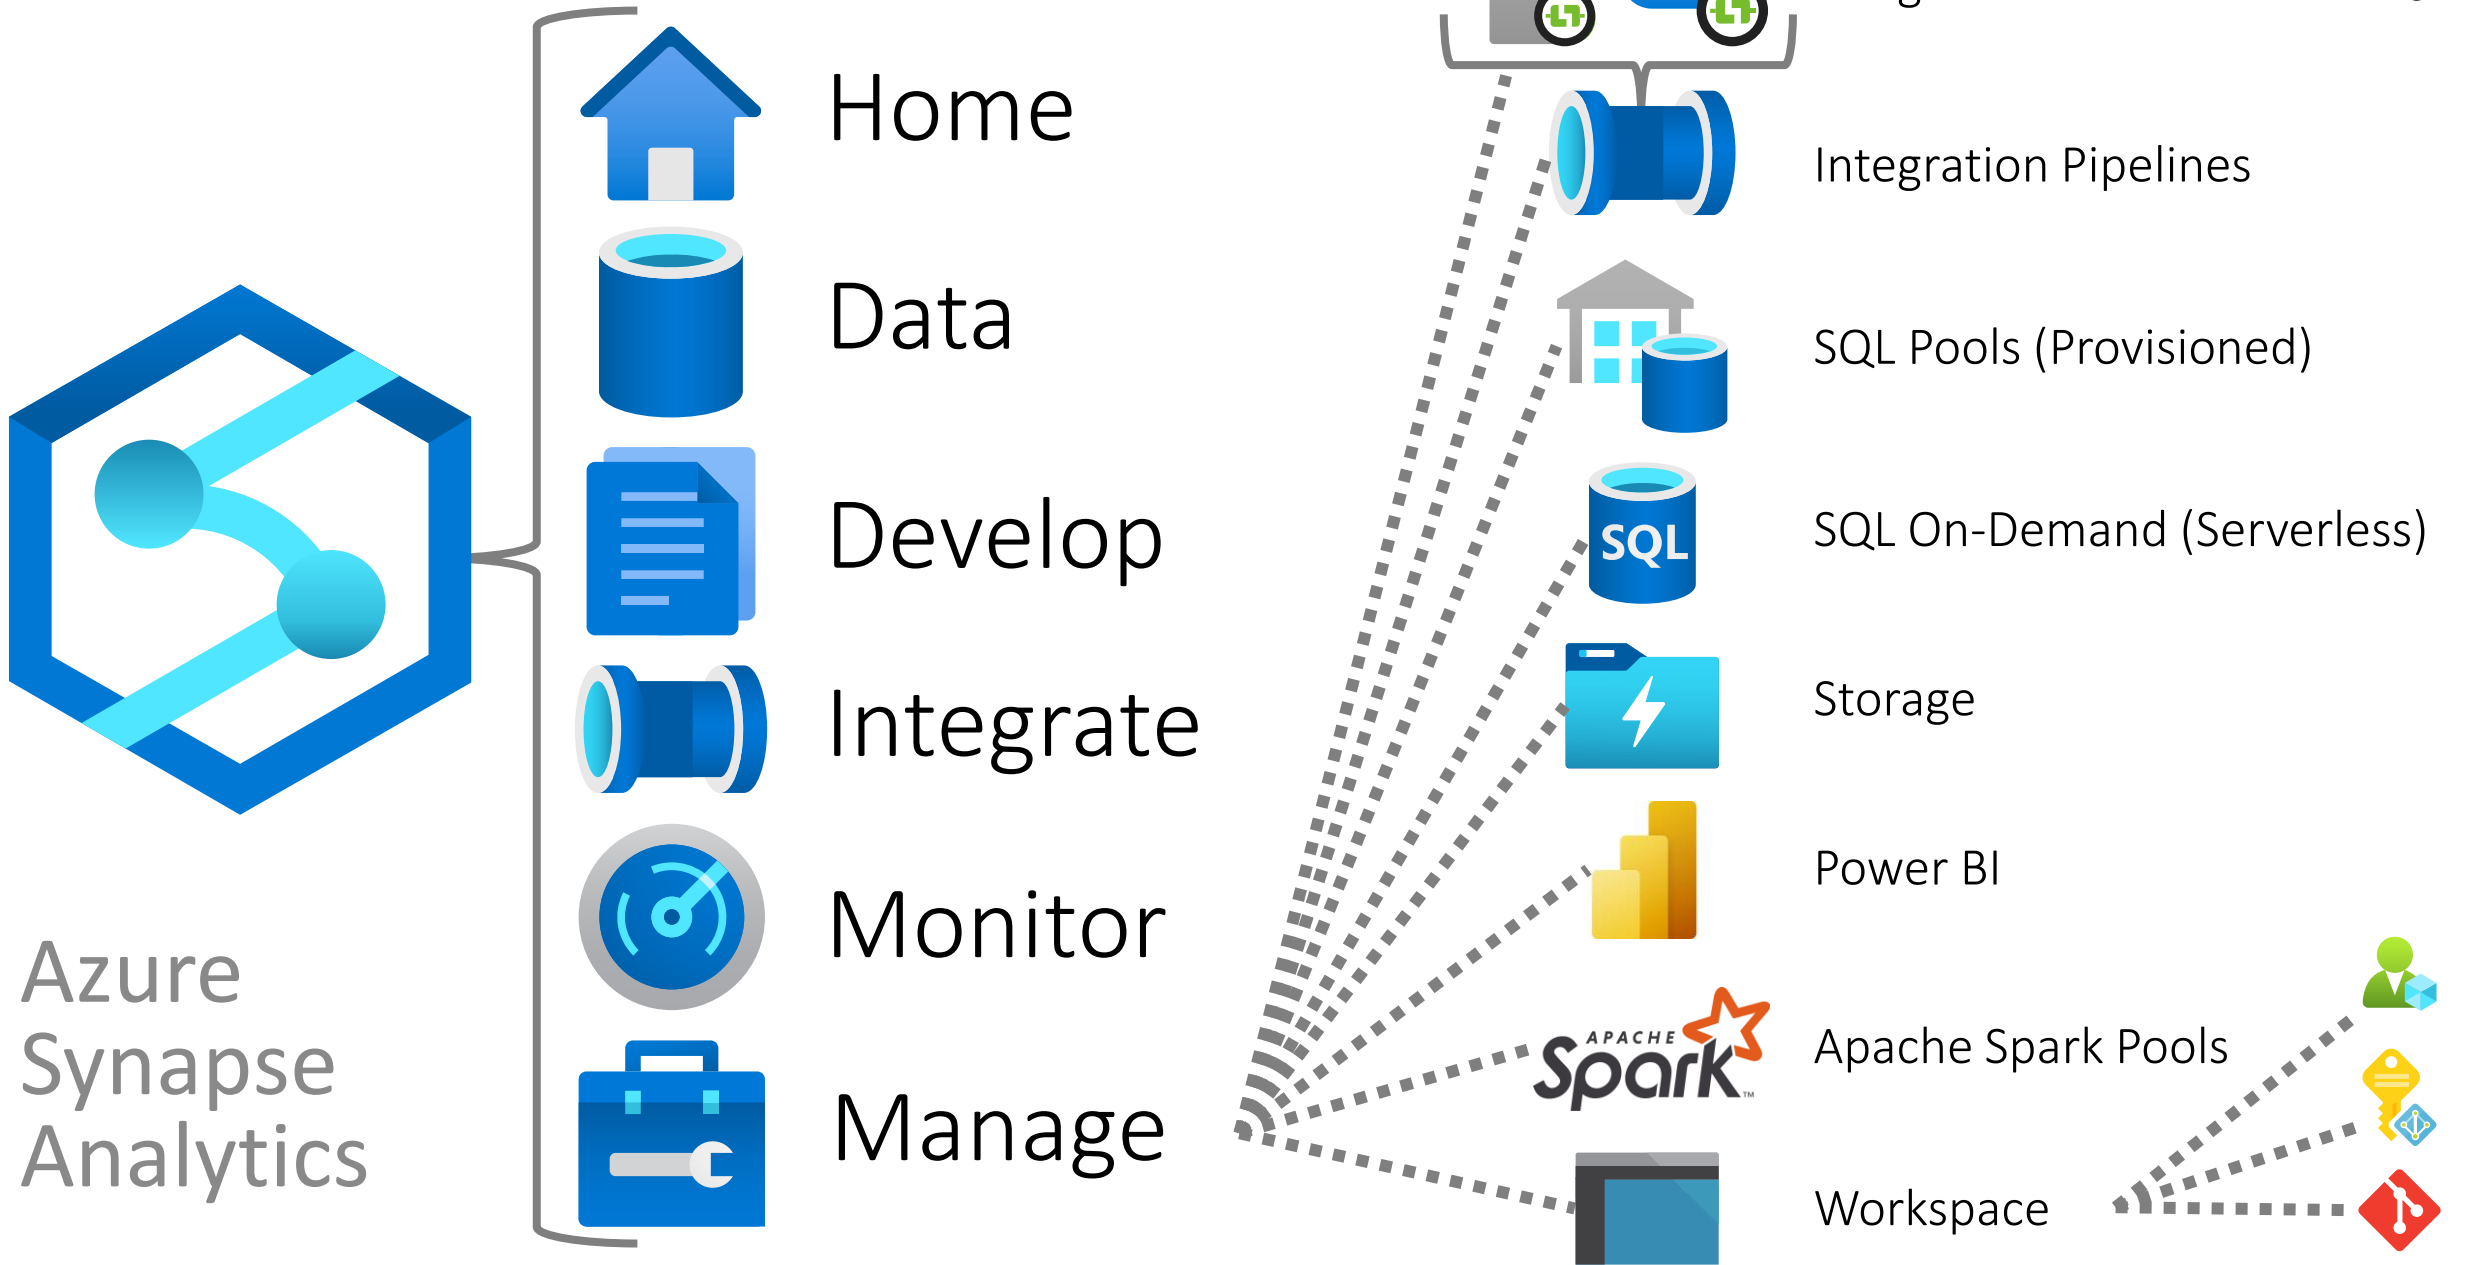 Home
Data
Develop
Integrate
Monitor
Manage
Azure
Synapse
Analytics
Integration Pipelines
SQL Pools (Provisioned)
SQL
SQL On-Demand (Serverless)
Storage
Power BI
APACHE
Spark™
Apache Spark Pools
Workspace